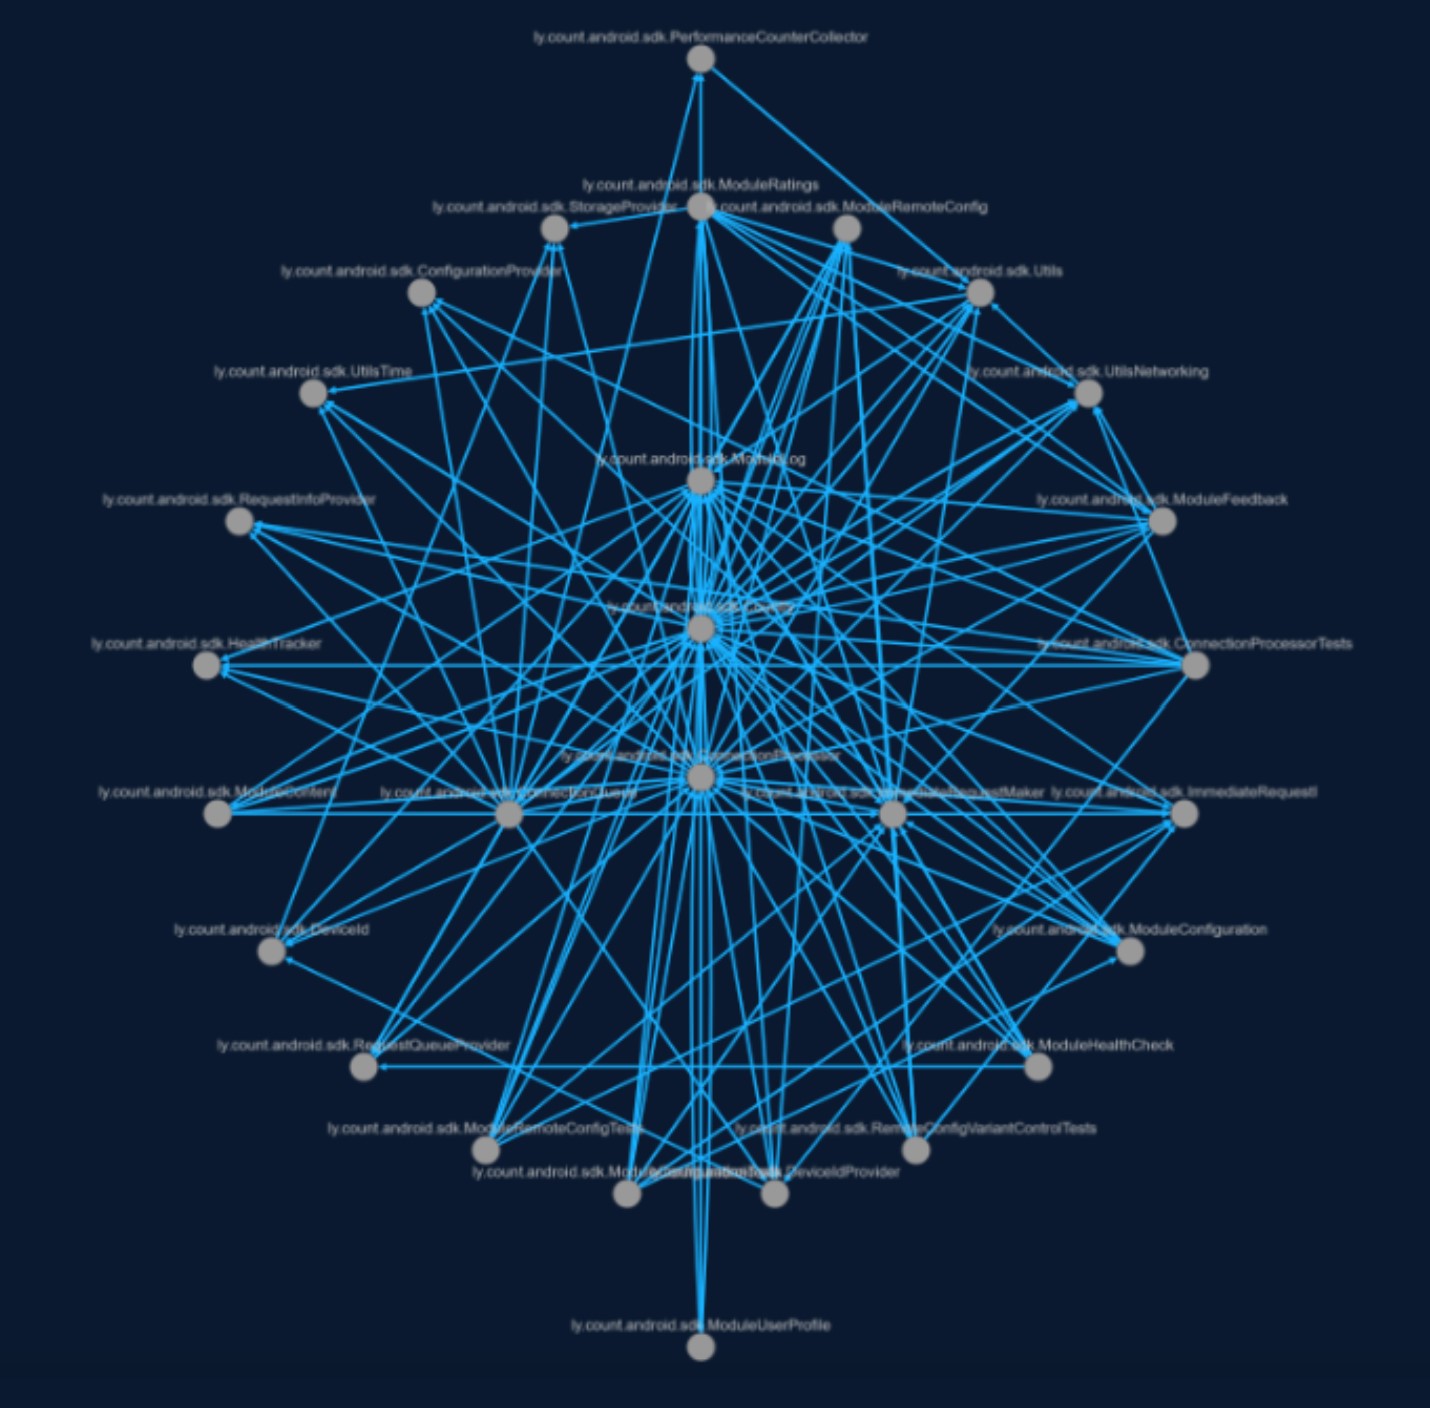 ly.count.android.sdk.PerformanceCounterCollector
ly.count.android.sdk.ModuleRatings
ly.count.android.sdk.StorageProvider
ly.count.android.sdk.ModuleRemoteConfig
ly.count.android.sdk.ConfigurationProvider
ly.count.android.sdk.Utils
ly.count.android.sdk.UtilsTime
ly.count.android.sdk.UtilsNetworking
ly.count.android.sdk.ModuleLog
ly.count.android.sdk.RequestInfoProvider
ly.count.android.sdk.ModuleFeedback
ly.count.android.sdk.
ly.count.android.sdk.HealthTracker
ly.count.android.sdk.ConnectionProcessorTests
ly.count.android.sdk.ConnectionProcessor
ly.count.android.sdk.ModuleContent
ly.count.android.sdk.ConnectionQueue
ly.count.android.sdk.ImmediateRequestMaker
ly.count.android.sdk.ImmediateRequestI
ly.count.android.sdk.DeviceId
ly.count.android.sdk.ModuleConfiguration
ly.count.android.sdk.RequestQueueProvider
ly.count.android.sdk.ModuleHealthCheck
ly.count.android.sdk.ModuleRemoteConfigTests
ly.count.android.sdk.RemoteConfigVariantControlTests
ly.count.android.sdk.ModuleConfigurationTests
ly.count.android.sdk.DeviceIdProvider
ly.count.android.sdk.ModuleUserProfile